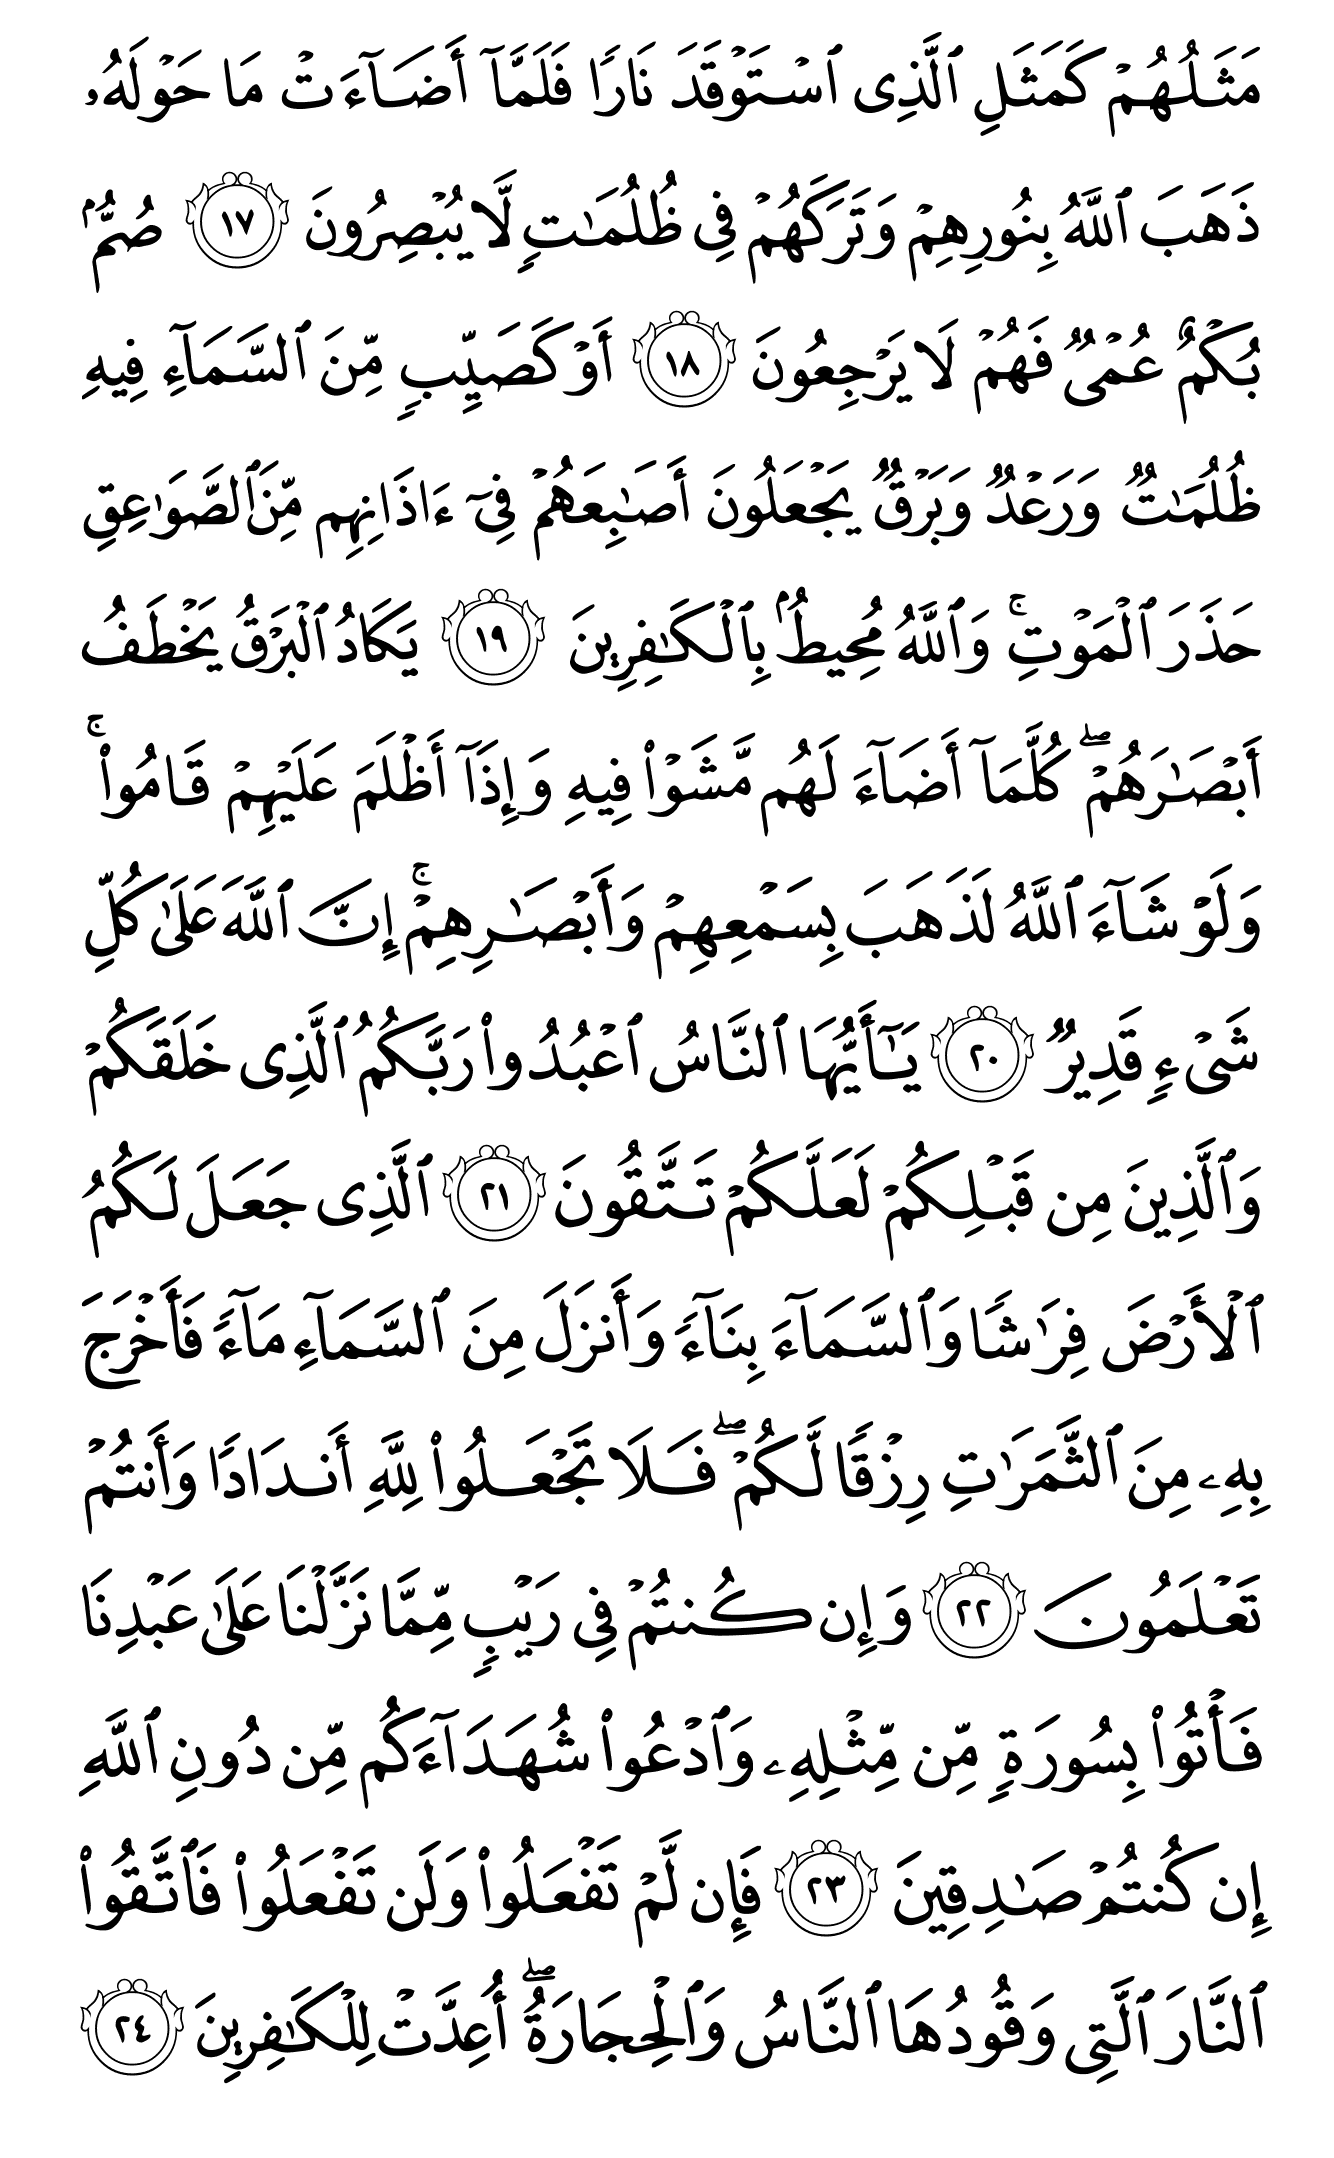 مَثَلُهُمْ كَمَثَلِ ٱلَّذِى ٱسْتَوْقَدَ نَارًا فَلَمَّآ أَضَآءَتْ مَا حَوْلَهُۥ
ذَهَبَ ٱللَّهُ بِنُورِهِمْ وَتَرَكَهُمْ فِى ظُلُمَـٰتٍ لَّا يُبْصِرُونَ ١٧ صُمٌّۢ
بُكْمٌ عُمْىٌ فَهُمْ لَا يَرْجِعُونَ ١٨ أَوْ كَصَيِّبٍ مِّنَ ٱلسَّمَآءِ فِيهِ
ظُلُمَـٰتٌ وَرَعْدٌ وَبَرْقٌ يَجْعَلُونَ أَصَـٰبِعَهُمْ فِىٓ ءَاذَانِهِم مِّنَ ٱلصَّوَٰعِقِ
حَذَرَ ٱلْمَوْتِ ۚ وَٱللَّهُ مُحِيطٌۢ بِٱلْكَـٰفِرِينَ ١٩ يَكَادُ ٱلْبَرْقُ يَخْطَفُ
أَبْصَـٰرَهُمْ ۖ كُلَّمَآ أَضَآءَ لَهُم مَّشَوْا۟ فِيهِ وَإِذَآ أَظْلَمَ عَلَيْهِمْ قَامُوا۟ ۚ
وَلَوْ شَآءَ ٱللَّهُ لَذَهَبَ بِسَمْعِهِمْ وَأَبْصَـٰرِهِمْ ۚ إِنَّ ٱللَّهَ عَلَىٰ كُلِّ
شَىْءٍ قَدِيرٌ ٢٠ يَـٰٓأَيُّهَا ٱلنَّاسُ ٱعْبُدُوا۟ رَبَّكُمُ ٱلَّذِى خَلَقَكُمْ
وَٱلَّذِينَ مِن قَبْلِكُمْ لَعَلَّكُمْ تَتَّقُونَ ٢١ ٱلَّذِى جَعَلَ لَكُمُ
ٱلْأَرْضَ فِرَٰشًا وَٱلسَّمَآءَ بِنَآءً وَأَنزَلَ مِنَ ٱلسَّمَآءِ مَآءً فَأَخْرَجَ
بِهِۦ مِنَ ٱلثَّمَرَٰتِ رِزْقًا لَّكُمْ ۖ فَلَا تَجْعَلُوا۟ لِلَّهِ أَندَادًا وَأَنتُمْ
تَعْلَمُونَ ٢٢ وَإِن كُنتُمْ فِى رَيْبٍ مِّمَّا نَزَّلْنَا عَلَىٰ عَبْدِنَا
فَأْتُوا۟ بِسُورَةٍ مِّن مِّثْلِهِۦ وَٱدْعُوا۟ شُهَدَآءَكُم مِّن دُونِ ٱللَّهِ
إِن كُنتُمْ صَـٰدِقِينَ ٢٣ فَإِن لَّمْ تَفْعَلُوا۟ وَلَن تَفْعَلُوا۟ فَٱتَّقُوا۟
ٱلنَّارَ ٱلَّتِى وَقُودُهَا ٱلنَّاسُ وَٱلْحِجَارَةُ ۖ أُعِدَّتْ لِلْكَـٰفِرِينَ ٢٤